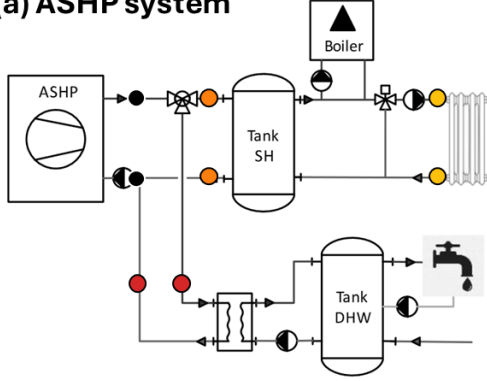 (a) ASHP system
Boiler
ASHP
Tank
SH
Tank
DHW